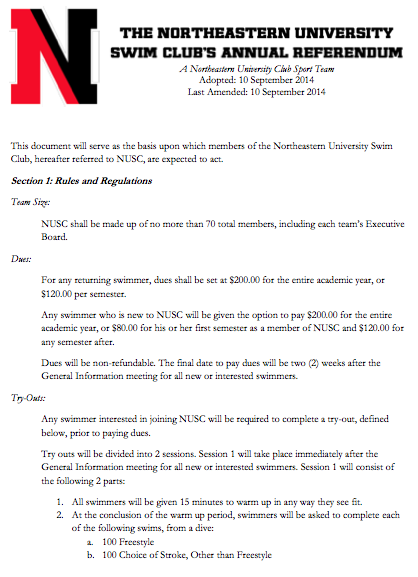 N
THE NORTHEASTERN UNIVERSITY
SWIM CLUB'S ANNUAL REFERENDUM
A Northeastern University Club Sport Team
Adopted: 10 September 2014
Last Amended: 10 September 2014
This document will serve as the basis upon which members of the Northeastern University Swim
Club, hereafter referred to NUSC, are expected to act.
Section 1: Rules and Regulations
Team Size:
NUSC shall be made up of no more than 70 total members, including each team's Executive
Board.
Dues:
For any returning swimmer, dues shall be set at $200.00 for the entire academic year, or
$120.00 per semester.
Any swimmer who is new to NUSC will be given the option to pay $200.00 for the entire
academic year, or $80.00 for his or her first semester as a member of NUSC and $120.00 for
any semester after.
Dues will be non-refundable. The final date to pay dues will be two (2) weeks after the
General Information meeting for all new or interested swimmers.
Try-Outs:
Any swimmer interested in joining NUSC will be required to complete a try-out, defined
below, prior to paying dues.
Try outs will be divided into 2 sessions. Session 1 will take place immediately after the
General Information meeting for all new or interested swimmers. Session 1 will consist of
the following 2 parts:
1. All swimmers will be given 15 minutes to warm up in any way they see fit.
2. At the conclusion of the warm up period, swimmers will be asked to complete each
of the following swims, from a dive:
a. 100 Freestyle
b. 100 Choice of Stroke, Other than Freestyle